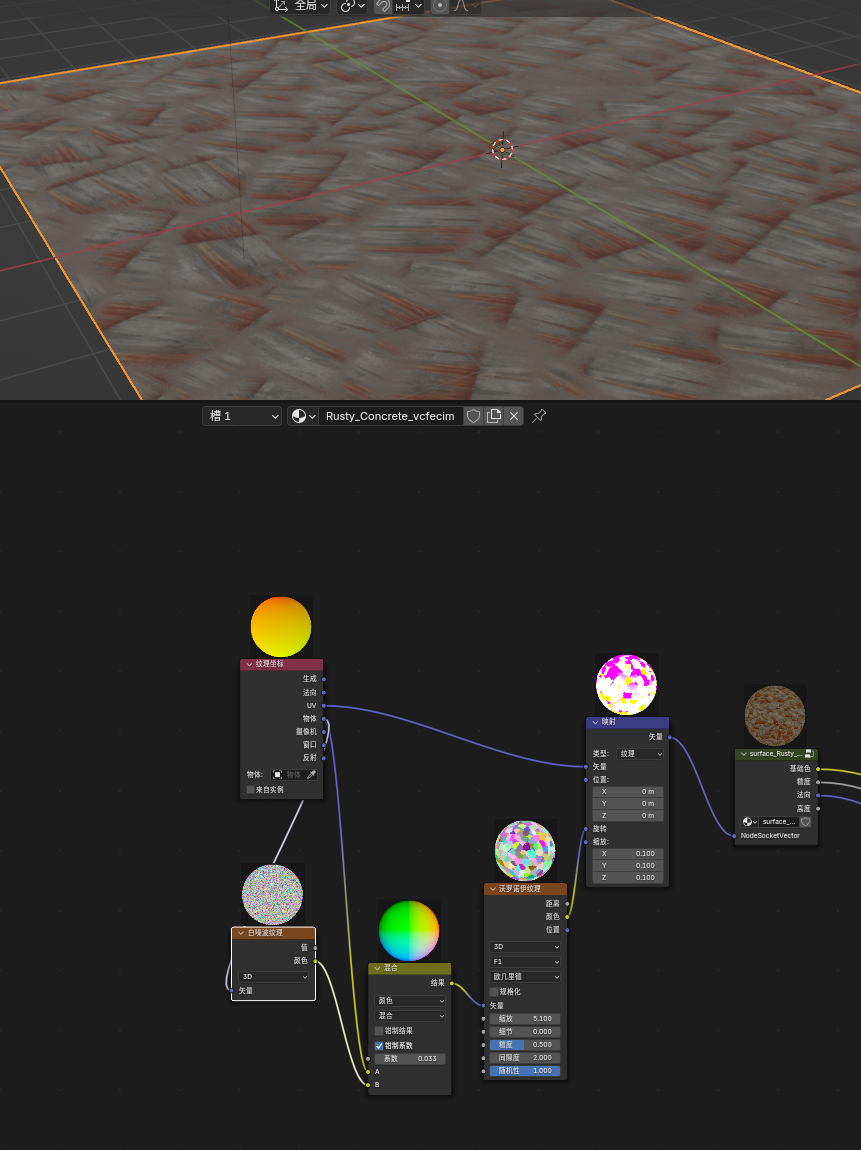 全局
槽 1
Rusty_Concrete_vcfecim
纹理坐标
生成
法向
UV
物体
摄像机
窗口
反射
物体:
物体
来自实例
白噪波纹理
值
颜色
3D
矢量
混合
结果
颜色
混合
钳制结果
钳制系数
系数 0.033
A
B
沃罗诺伊纹理
距离
颜色
位置
3D
F1
欧几里德
规格化
矢量
缩放 5.100
细节 0.000
糙度 0.500
间隙度 2.000
随机性 1.000
映射
矢量
类型: 纹理
矢量
位置:
X 0 m
Y 0 m
Z 0 m
旋转
缩放:
X 0.100
Y 0.100
Z 0.100
surface_Rusty_...
基础色
糙度
法向
高度
surface_...
NodeSocketVector